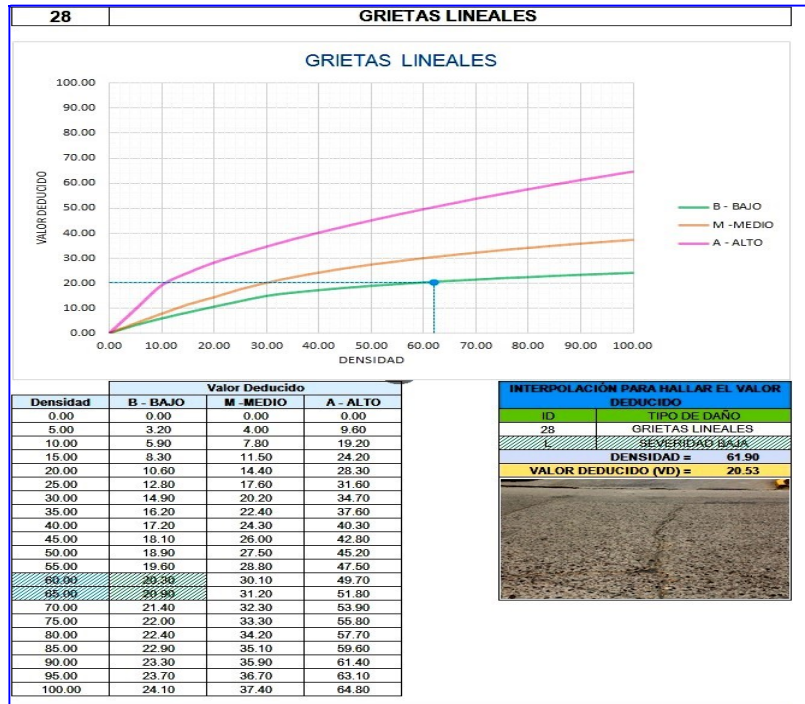 28 GRIETAS LINEALES
GRIETAS LINEALES
VALOR DEDUCIDO
100.00
90.00
80.00
70.00
60.00
50.00
40.00
30.00
20.00
10.00
0.00
0.00 10.00 20.00 30.00 40.00 50.00 60.00 70.00 80.00 90.00 100.00
DENSIDAD
B - BAJO
M -MEDIO
A - ALTO
Valor Deducido
Densidad B - BAJO M -MEDIO A - ALTO
0.00 0.00 0.00 0.00
5.00 3.20 4.00 9.60
10.00 5.90 7.80 19.20
15.00 8.30 11.50 24.20
20.00 10.60 14.40 28.30
25.00 12.80 17.60 31.60
30.00 14.90 20.20 34.70
35.00 16.20 22.40 37.60
40.00 17.20 24.30 40.30
45.00 18.10 26.00 42.80
50.00 18.90 27.50 45.20
55.00 19.60 28.80 47.50
60.00 20.30 30.10 49.70
65.00 20.90 31.20 51.80
70.00 21.40 32.30 53.90
75.00 22.00 33.30 55.80
80.00 22.40 34.20 57.70
85.00 22.90 35.10 59.60
90.00 23.30 35.90 61.40
95.00 23.70 36.70 63.10
100.00 24.10 37.40 64.80
INTERPOLACIÓN PARA HALLAR EL VALOR
DEDUCIDO
ID TIPO DE DAÑO
28 GRIETAS LINEALES
L SEVERIDAD BAJA
DENSIDAD = 61.90
VALOR DEDUCIDO (VD) = 20.53